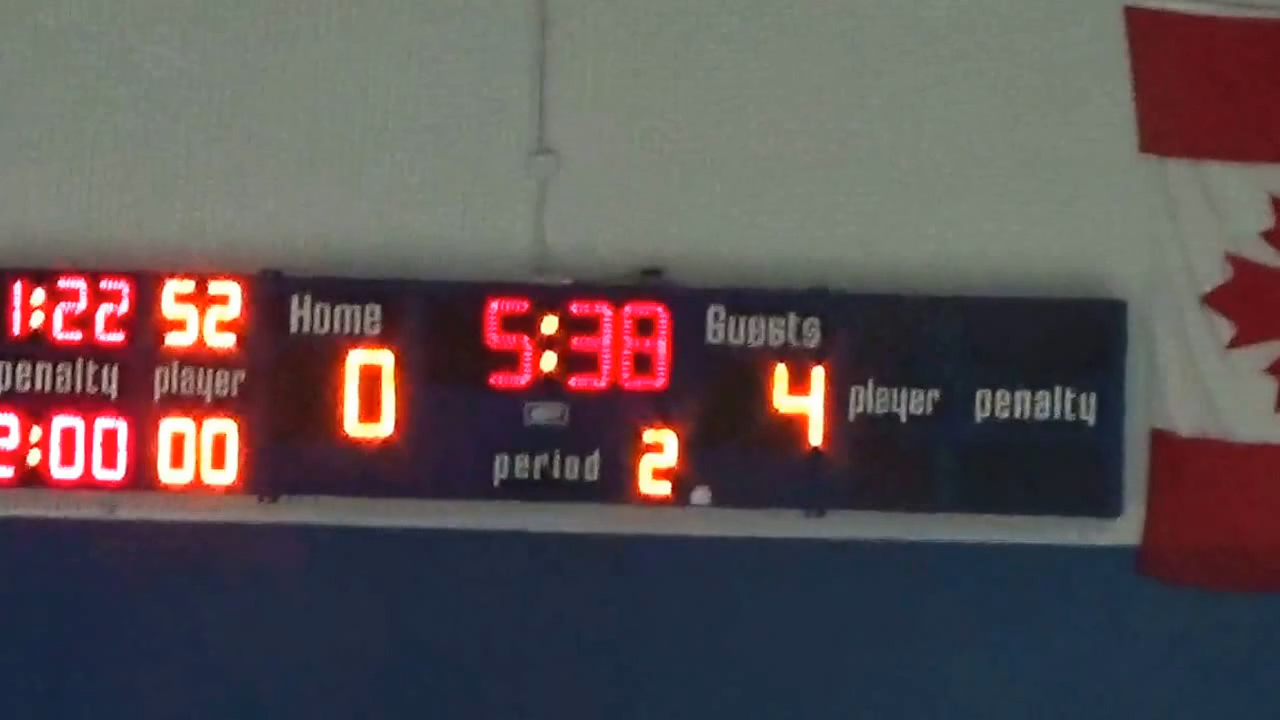 1:22 52
penalty player
2:00 00
Home 5:38 Guests
0 4
period 2
player penalty